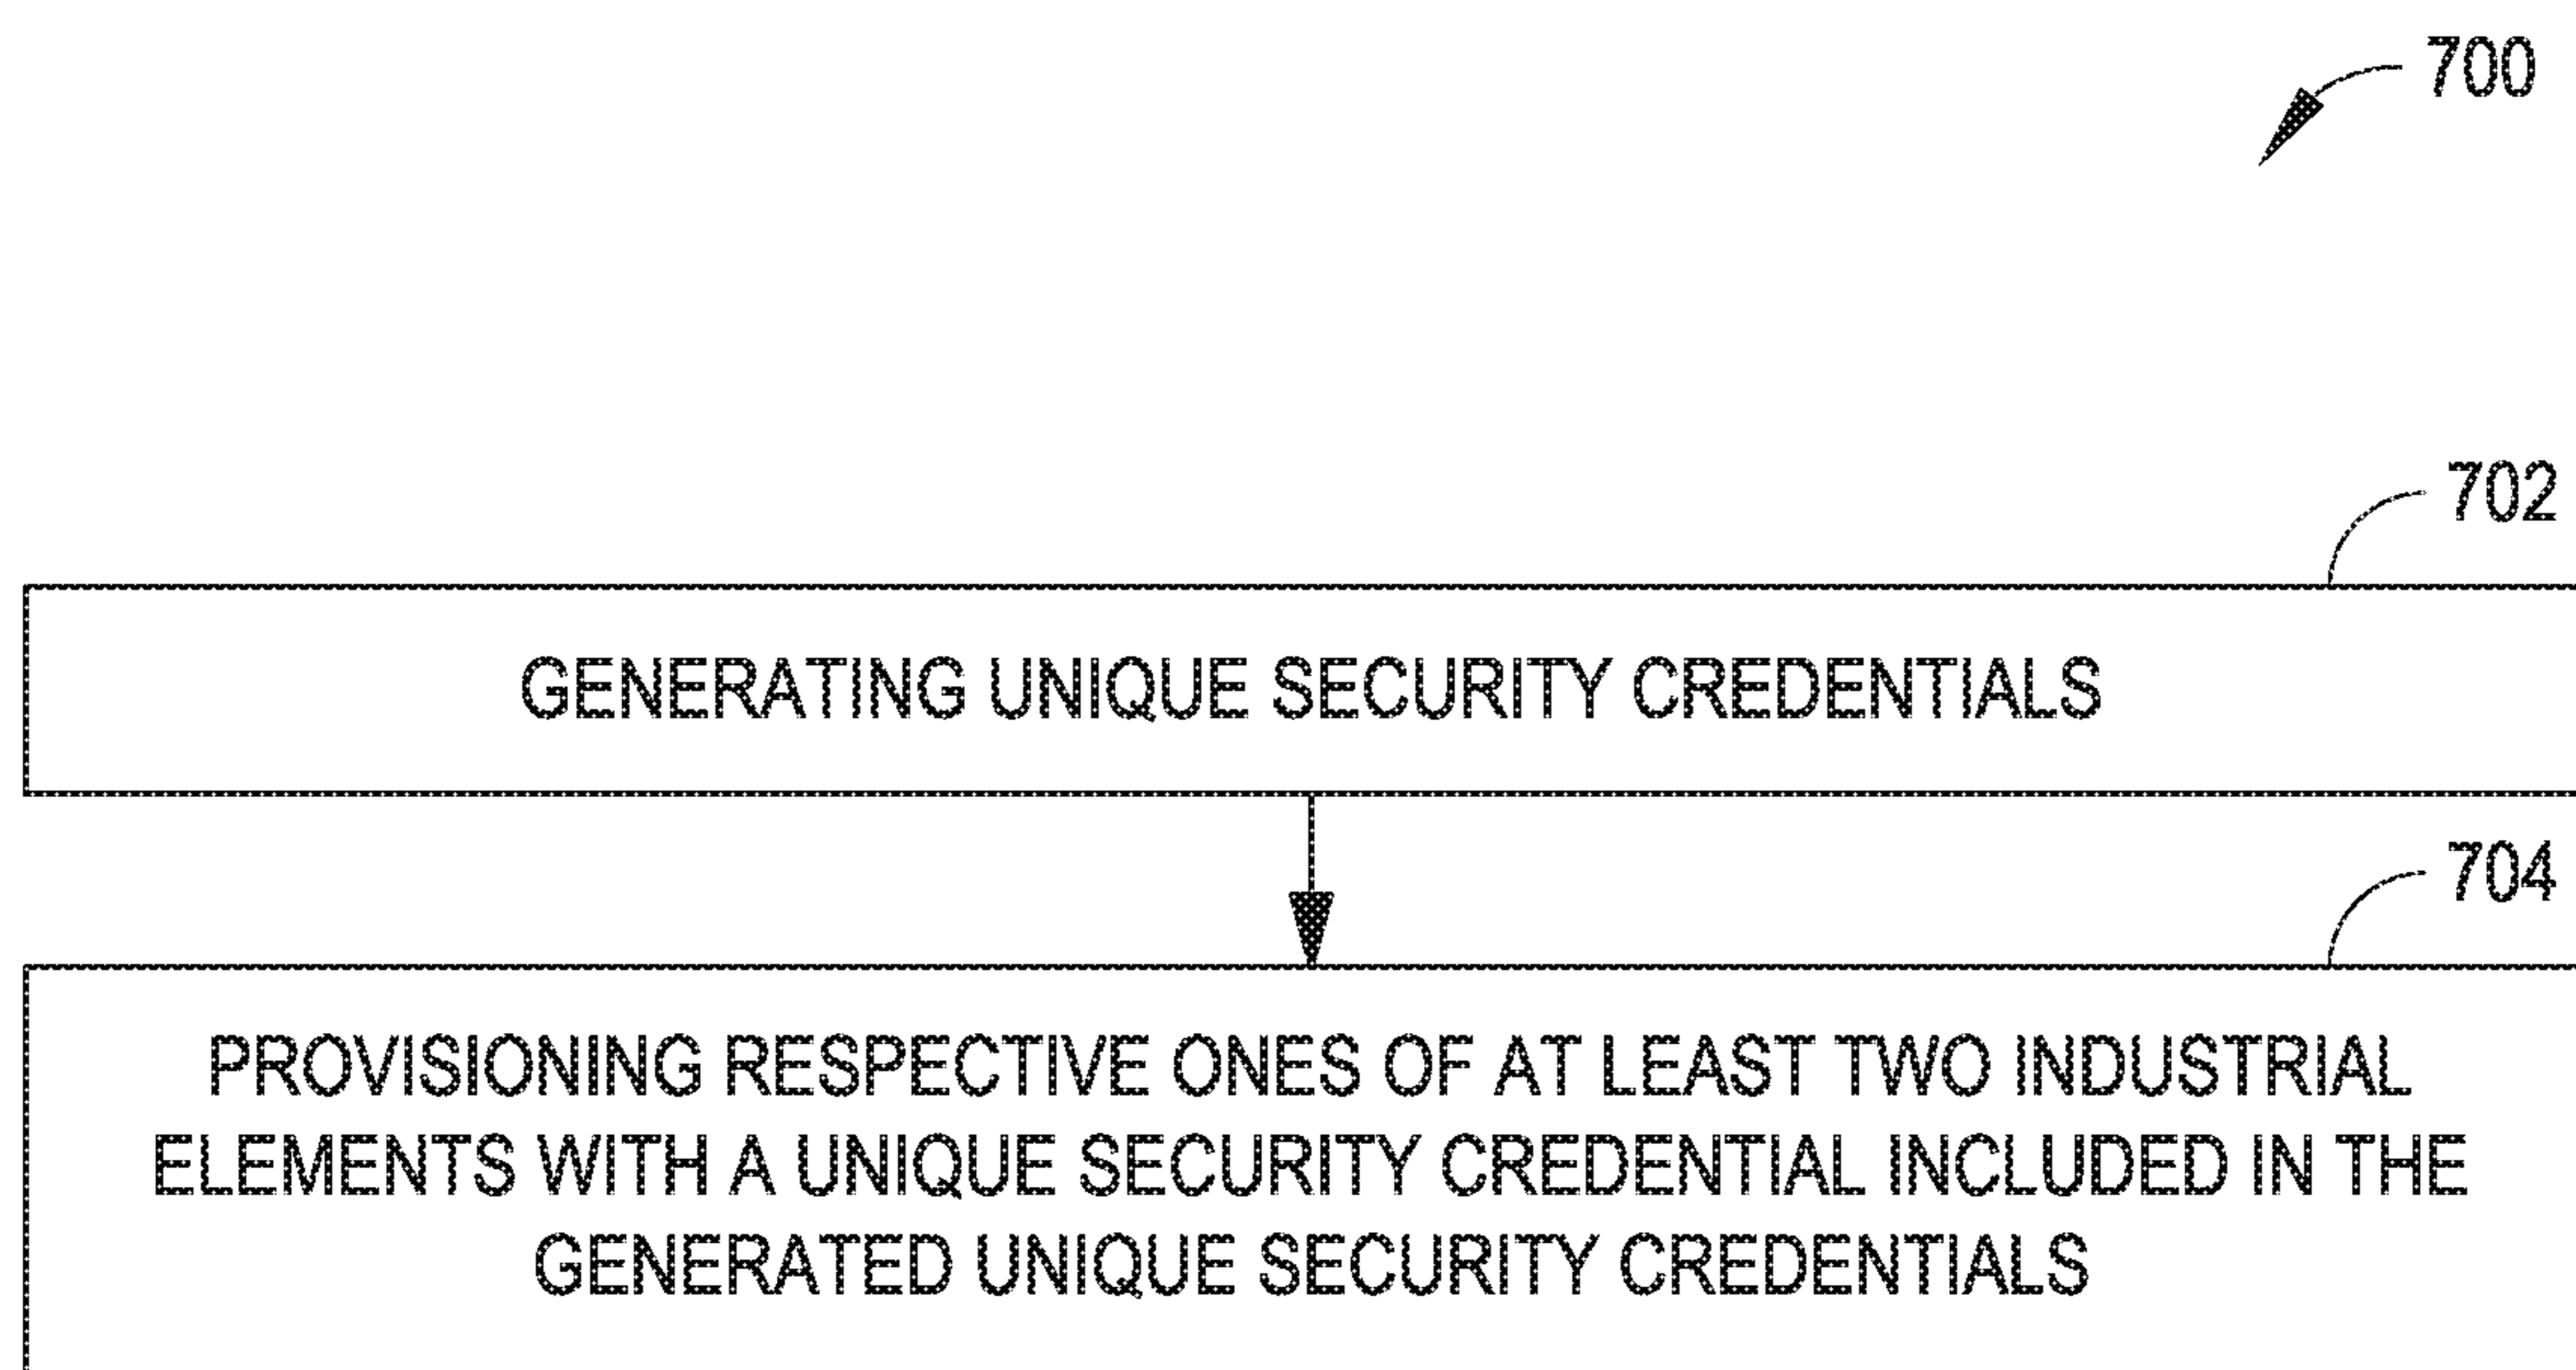 700
702
GENERATING UNIQUE SECURITY CREDENTIALS
704
PROVISIONING RESPECTIVE ONES OF AT LEAST TWO INDUSTRIAL
ELEMENTS WITH A UNIQUE SECURITY CREDENTIAL INCLUDED IN THE
GENERATED UNIQUE SECURITY CREDENTIALS